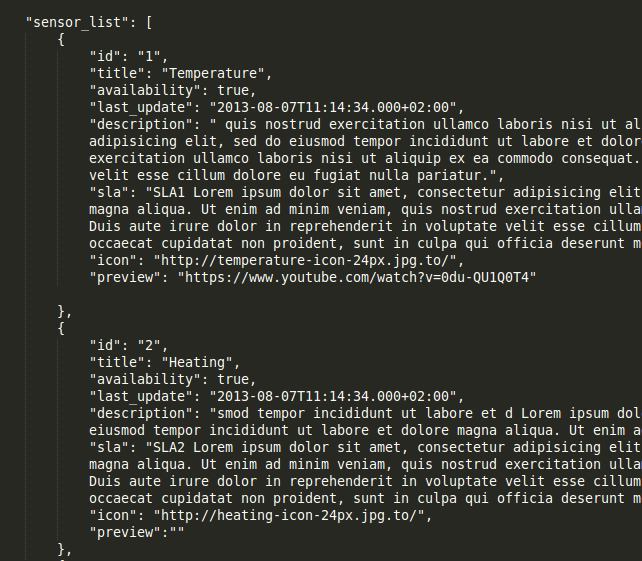 "sensor_list": [
{
"id": "1",
"title": "Temperature",
"availability": true,
"last_update": "2013-08-07T11:14:34.000+02:00",
"description": " quis nostrud exercitation ullamco laboris nisi ut al
adipisicing elit, sed do eiusmod tempor incididunt ut labore et dolor
exercitation ullamco laboris nisi ut aliquip ex ea commodo consequat.
velit esse cillum dolore eu fugiat nulla pariatur.",
"sla": "SLA1 Lorem ipsum dolor sit amet, consectetur adipisicing elit
magna aliqua. Ut enim ad minim veniam, quis nostrud exercitation ulla
Duis aute irure dolor in reprehenderit in voluptate velit esse cillum
occaecat cupidatat non proident, sunt in culpa qui officia deserunt m
"icon": "http://temperature-icon-24px.jpg.to/",
"preview": "https://www.youtube.com/watch?v=0du-QU1Q0T4"
},
{
"id": "2",
"title": "Heating",
"availability": true,
"last_update": "2013-08-07T11:14:34.000+02:00",
"description": "smod tempor incididunt ut labore et d Lorem ipsum dol
eiusmod tempor incididunt ut labore et dolore magna aliqua. Ut enim a
"sla": "SLA2 Lorem ipsum dolor sit amet, consectetur adipisicing elit
magna aliqua. Ut enim ad minim veniam, quis nostrud exercitation ulla
Duis aute irure dolor in reprehenderit in voluptate velit esse cillum
occaecat cupidatat non proident, sunt in culpa qui officia deserunt m
"icon": "http://heating-icon-24px.jpg.to/",
"preview":""
},